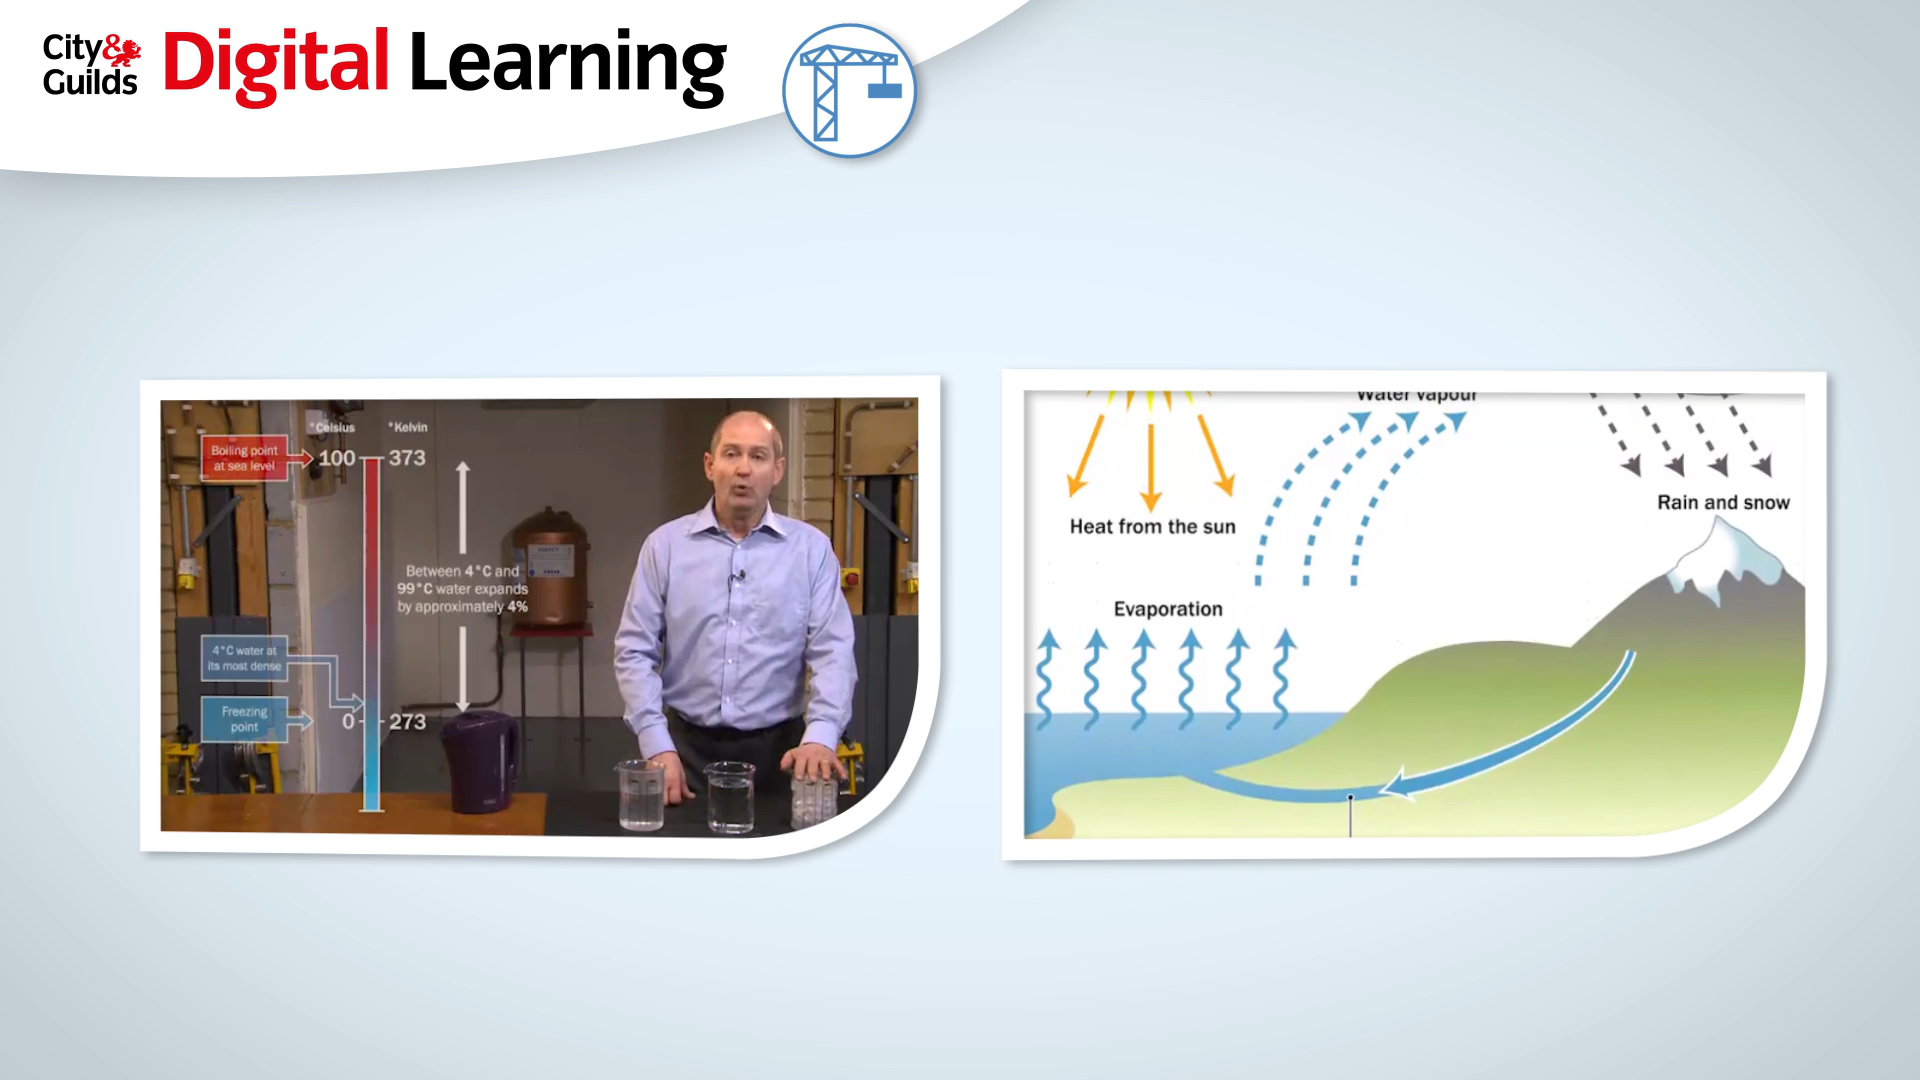 City&
Guilds
Digital Learning
°Celsius
°Kelvin
Boiling point
at sea level
100
373
Between 4°C and
99°C water expands
by approximately 4%
4°C water at
its most dense
Freezing
point
0
273
Water vapour
Heat from the sun
Rain and snow
Evaporation